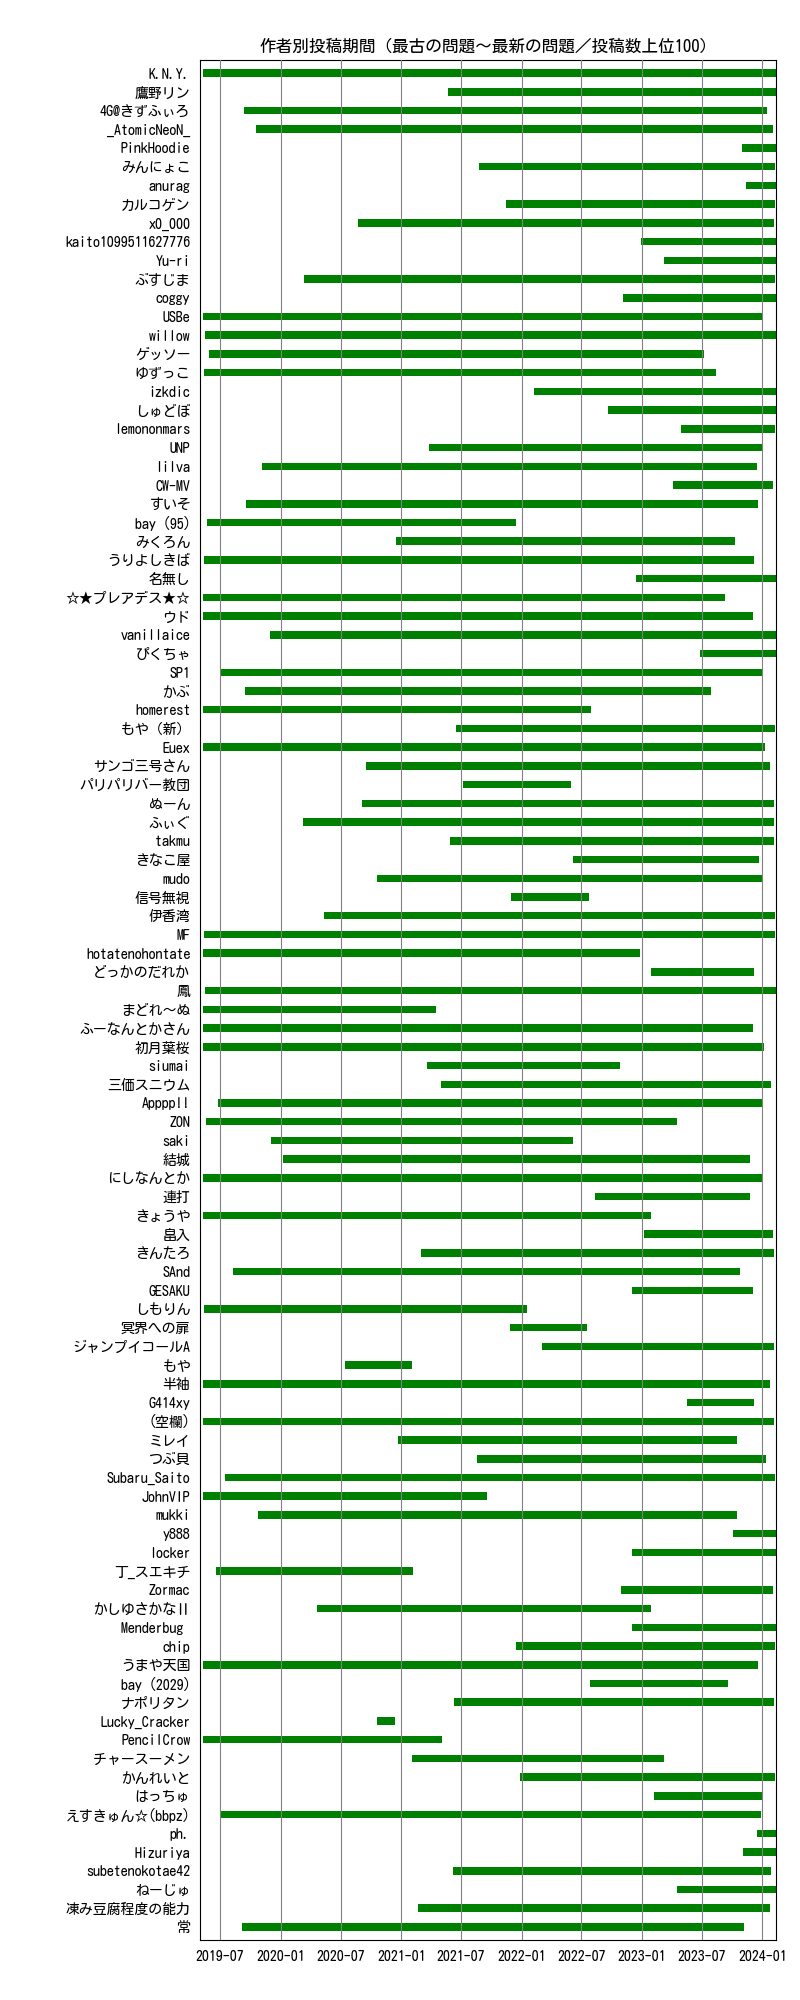 作者別投稿期間（最古の問題～最新の問題／投稿数上位100）
K.N.Y.
鷹野リン
4G@きずふぃろ
_AtomicNeoN_
PinkHoodie
みんにょこ
anurag
カルコゲン
x0_000
kaito1099511627776
Yu-ri
ぶすじま
coggy
USBe
willow
ゲッソー
ゆずっこ
izkdic
しゅどぼ
lemononmars
UNP
lilva
CW-MV
すいそ
bay (95)
みくろん
うりよしきば
名無し
☆★プレアデス★☆
ウド
vanillaice
ぴくちゃ
SP1
かぶ
homerest
もや（新）
Euex
サンゴ三号さん
パリパリバー教団
ぬーん
ふぃぐ
takmu
きなこ屋
mudo
信号無視
伊香湾
MF
hotatenohontate
どっかのだれか
鳳
まどれ～ぬ
ふーなんとかさん
初月葉桜
siumai
三価スニウム
Appppll
ZON
saki
結城
にしなんとか
連打
きょうや
畠入
きんたろ
SAnd
GESAKU
しもりん
冥界への扉
ジャンプイコールA
もや
半袖
G414xy
(空欄)
ミレイ
つぶ貝
Subaru_Saito
JohnVIP
mukki
y888
locker
丁_スエキチ
Zormac
かしゆさかなII
Menderbug
chip
うまや天国
bay (2029)
ナポリタン
Lucky_Cracker
PencilCrow
チャースーメン
かんれいと
はっちゅ
えすきゅん☆(bbpz)
ph.
Hizuriya
subetenokotae42
ねーじゅ
凍み豆腐程度の能力
常
2019-07 2020-01 2020-07 2021-01 2021-07 2022-01 2022-07 2023-01 2023-07 2024-01